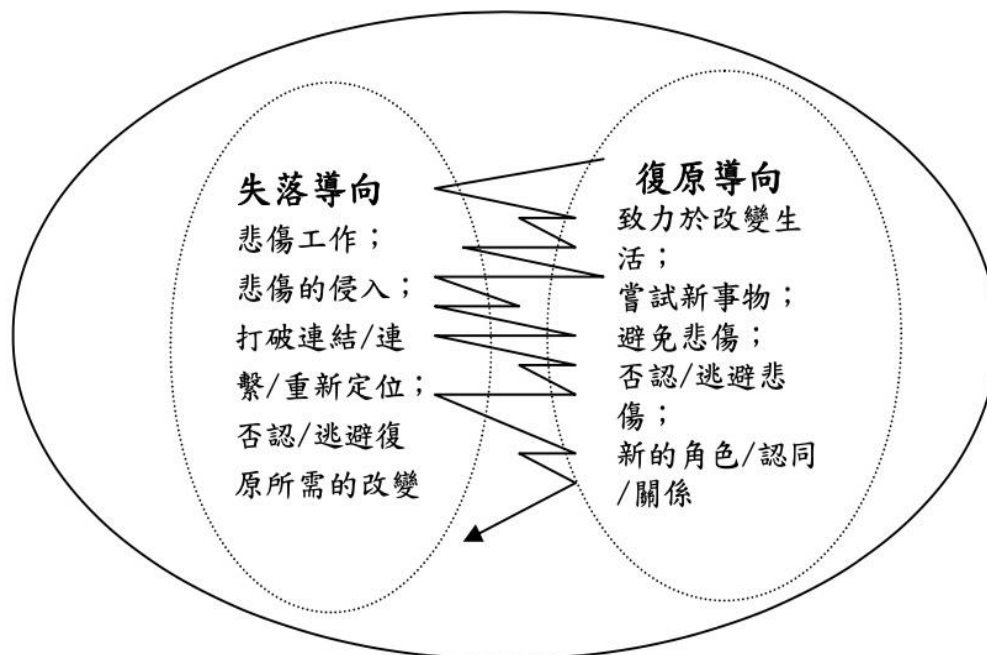 失落導向
悲傷工作；
悲傷的侵入；
打破連結/連
繫/重新定位；
否認/逃避復
原所需的改變
復原導向
致力於改變生
活；
嘗試新事物；
避免悲傷；
否認/逃避悲
傷；
新的角色/認同
/關係